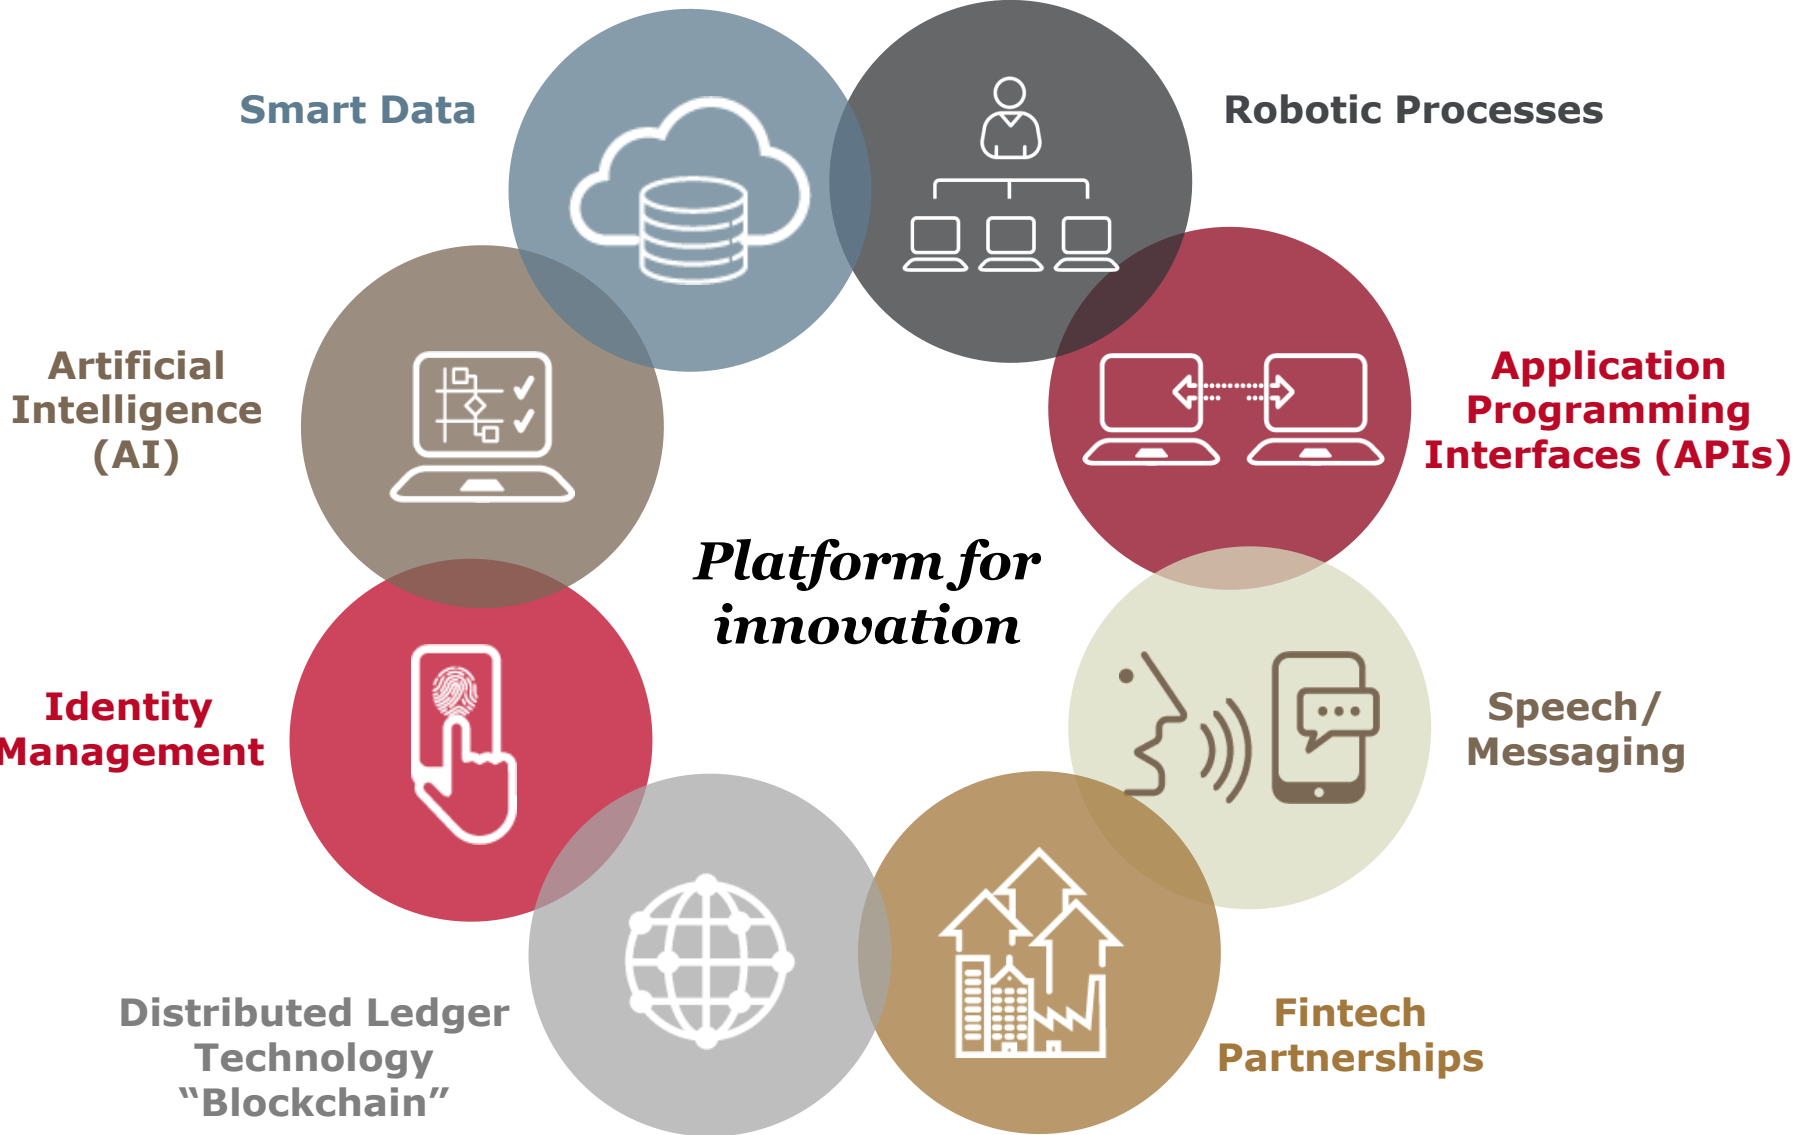 Smart Data
Robotic Processes
Artificial
Intelligence
(AI)
Application
Programming
Interfaces (APIs)
Platform for
innovation
Identity
Management
Speech/
Messaging
Distributed Ledger
Technology
“Blockchain”
Fintech
Partnerships